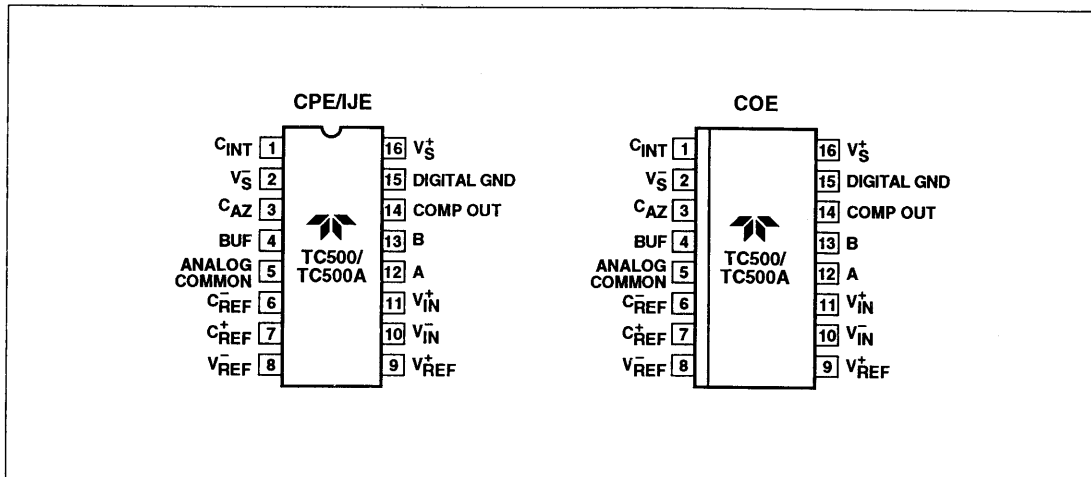 CPE/IJE
C_INT 1
V_S^- 2
C_AZ 3
BUF 4
ANALOG
COMMON 5
C_REF^- 6
C_REF^+ 7
V_REF^- 8
TC500/
TC500A
16 V_S^+
15 DIGITAL GND
14 COMP OUT
13 B
12 A
11 V_IN^+
10 V_IN^-
9 V_REF^+
COE
C_INT 1
V_S^- 2
C_AZ 3
BUF 4
ANALOG
COMMON 5
C_REF^- 6
C_REF^+ 7
V_REF^- 8
TC500/
TC500A
16 V_S^+
15 DIGITAL GND
14 COMP OUT
13 B
12 A
11 V_IN^+
10 V_IN^-
9 V_REF^+